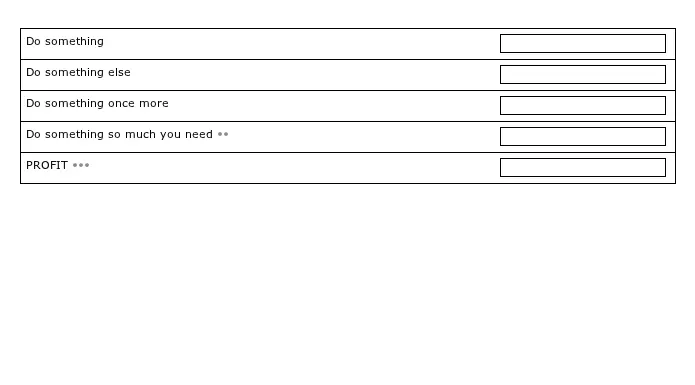 Do something
Do something else
Do something once more
Do something so much you need ••
PROFIT •••